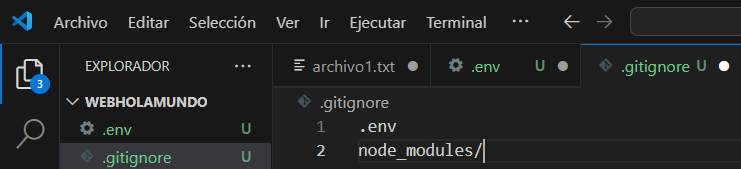 Archivo Editar Selección Ver Ir Ejecutar Terminal ···
EXPLORADOR ···
archivo1.txt
.env U
.gitignore U
3
WEBHOLAMUNDO
.env U
.gitignore U
.gitignore
1 .env
2 node_modules/